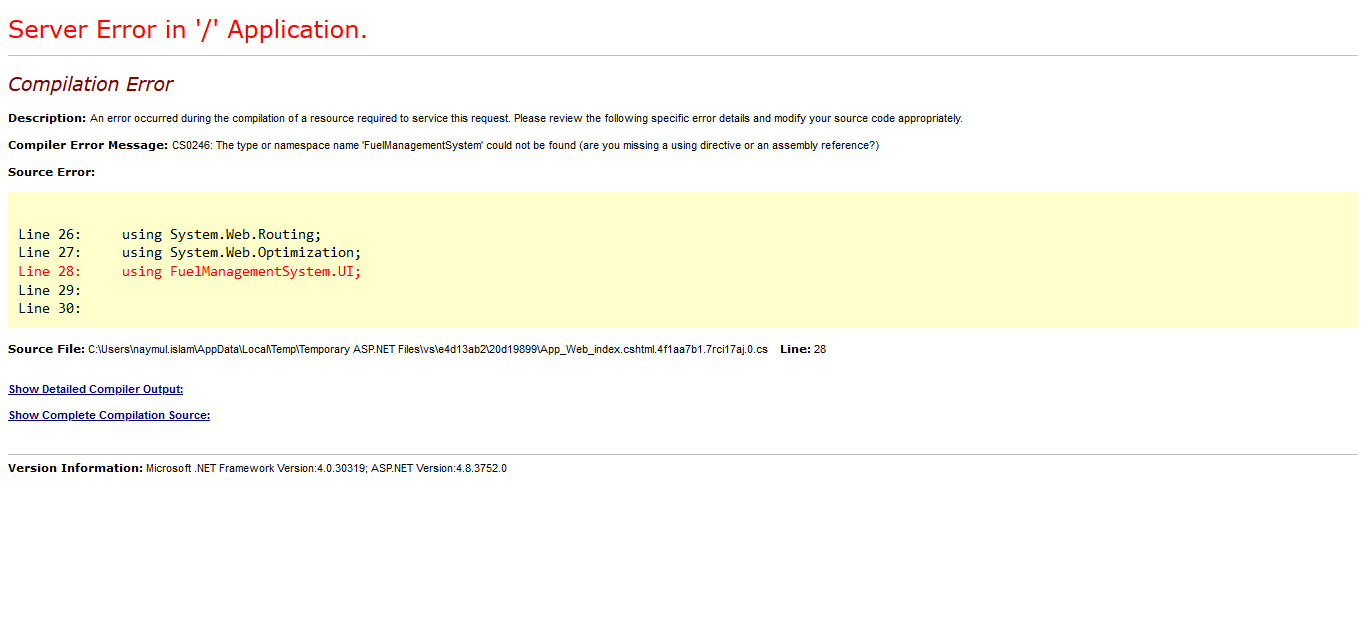 Server Error in '/' Application.
Compilation Error
Description: An error occurred during the compilation of a resource required to service this request. Please review the following specific error details and modify your source code appropriately.
Compiler Error Message: CS0246: The type or namespace name 'FuelManagementSystem' could not be found (are you missing a using directive or an assembly reference?)
Source Error:
Line 26:     using System.Web.Routing;
Line 27:     using System.Web.Optimization;
Line 28:     using FuelManagementSystem.UI;
Line 29:
Line 30:
Source File: C:\Users\naymul.islam\AppData\Local\Temp\Temporary ASP.NET Files\vs\e4d13ab2\20d19899\App_Web_index.cshtml.4f1aa7b1.7rci17aj.0.cs    Line: 28
Show Detailed Compiler Output:
Show Complete Compilation Source:
Version Information: Microsoft .NET Framework Version:4.0.30319; ASP.NET Version:4.8.3752.0